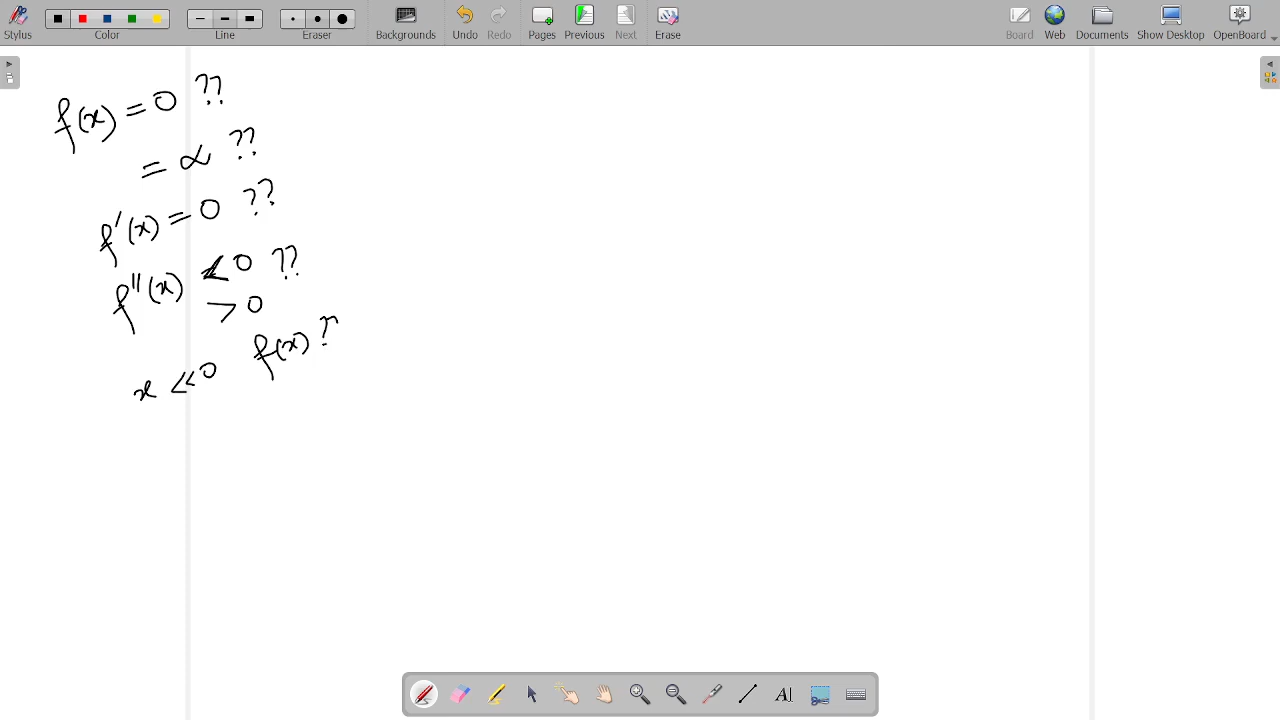 Stylus Color Line Eraser Backgrounds Undo Redo Pages Previous Next Erase Board Web Documents Show Desktop OpenBoard
f(x) = 0 ??
= ∝ ??
f'(x) = 0 ??
f''(x) < 0 ??
> 0
x << 0 f(x) ?
AI